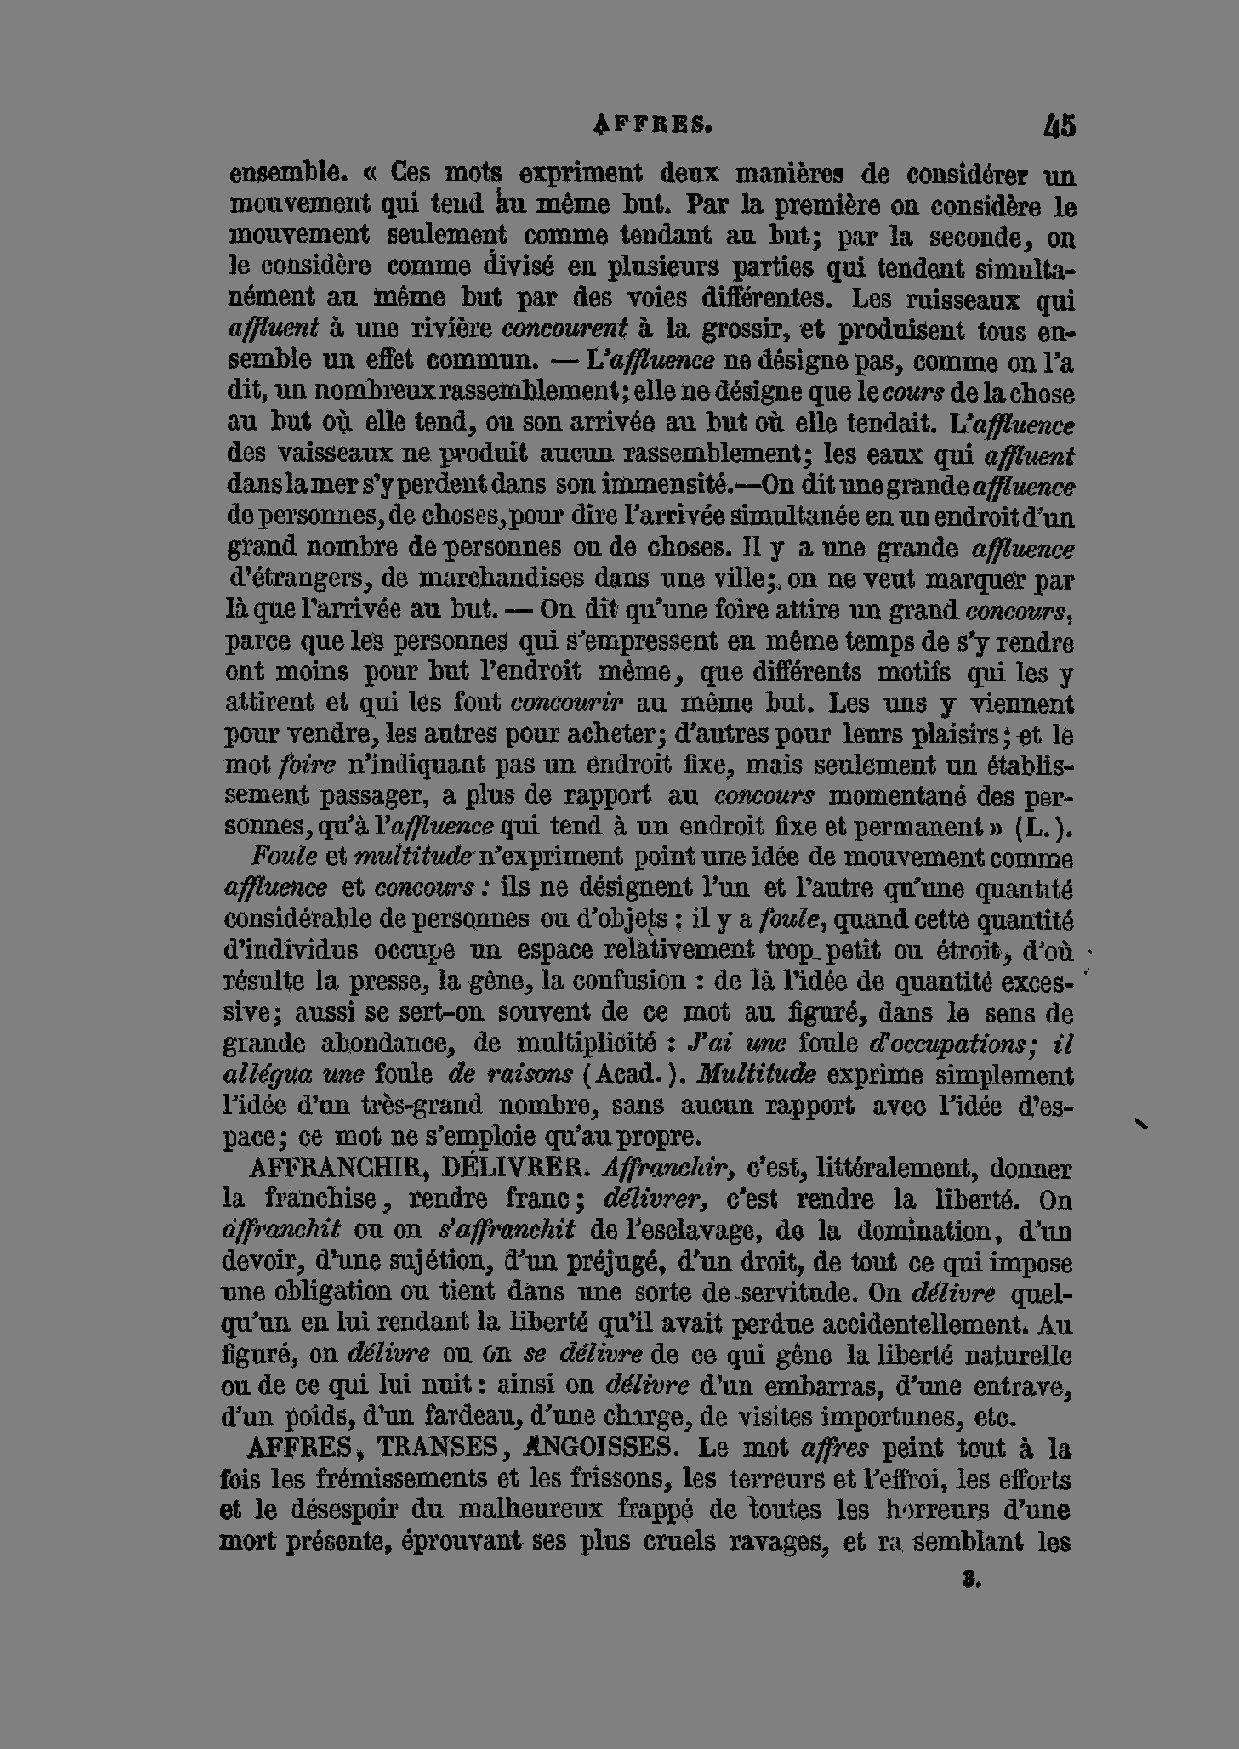 AFFRES. 45
ensemble. « Ces mots expriment deux manières de considérer un
mouvement qui tend au même but. Par la première on considère le
mouvement seulement comme tendant au but; par la seconde, on
le considère comme divisé en plusieurs parties qui tendent simulta-
nément au même but par des voies différentes. Les ruisseaux qui
affluent à une rivière concourent à la grossir, et produisent tous en-
semble un effet commun. — L'affluence ne désigne pas, comme on l'a
dit, un nombreux rassemblement; elle ne désigne que le cours de la chose
au but où elle tend, ou son arrivée au but où elle tendait. L'affluence
des vaisseaux ne produit aucun rassemblement; les eaux qui affluent
dans la mer s'y perdent dans son immensité.—On dit une grande affluence
de personnes, de choses, pour dire l'arrivée simultanée en un endroit d'un
grand nombre de personnes ou de choses. Il y a une grande affluence
d'étrangers, de marchandises dans une ville; on ne veut marquer par
là que l'arrivée au but. — On dit qu'une foire attire un grand concours,
parce que les personnes qui s'empressent en même temps de s'y rendre
ont moins pour but l'endroit même, que différents motifs qui les y
attirent et qui les font concourir au même but. Les uns y viennent
pour vendre, les autres pour acheter; d'autres pour leurs plaisirs; et le
mot foire n'indiquant pas un endroit fixe, mais seulement un établis-
sement passager, a plus de rapport au concours momentané des per-
sonnes, qu'à l'affluence qui tend à un endroit fixe et permanent » (L.).
Foule et multitude n'expriment point une idée de mouvement comme
affluence et concours : ils ne désignent l'un et l'autre qu'une quantité
considérable de personnes ou d'objets ; il y a foule, quand cette quantité
d'individus occupe un espace relativement trop petit ou étroit, d'où
résulte la presse, la gêne, la confusion : de là l'idée de quantité exces-
sive; aussi se sert-on souvent de ce mot au figuré, dans le sens de
grande abondance, de multiplicité : J'ai une foule d'occupations; il
allégua une foule de raisons (Acad.). Multitude exprime simplement
l'idée d'un très-grand nombre, sans aucun rapport avec l'idée d'es-
pace; ce mot ne s'emploie qu'au propre.
AFFRANCHIR, DÉLIVRER. Affranchir, c'est, littéralement, donner
la franchise, rendre franc; délivrer, c'est rendre la liberté. On
affranchit ou on s'affranchit de l'esclavage, de la domination, d'un
devoir, d'une sujétion, d'un préjugé, d'un droit, de tout ce qui impose
une obligation ou tient dans une sorte de servitude. On délivre quel-
qu'un en lui rendant la liberté qu'il avait perdue accidentellement. Au
figuré, on délivre ou on se délivre de ce qui gêne la liberté naturelle
ou de ce qui lui nuit : ainsi on délivre d'un embarras, d'une entrave,
d'un poids, d'un fardeau, d'une charge, de visites importunes, etc.
AFFRES, TRANSES, ANGOISSES. Le mot affres peint tout à la
fois les frémissements et les frissons, les terreurs et l'effroi, les efforts
et le désespoir du malheureux frappé de toutes les horreurs d'une
mort présente, éprouvant ses plus cruels ravages, et ra semblant les
3.